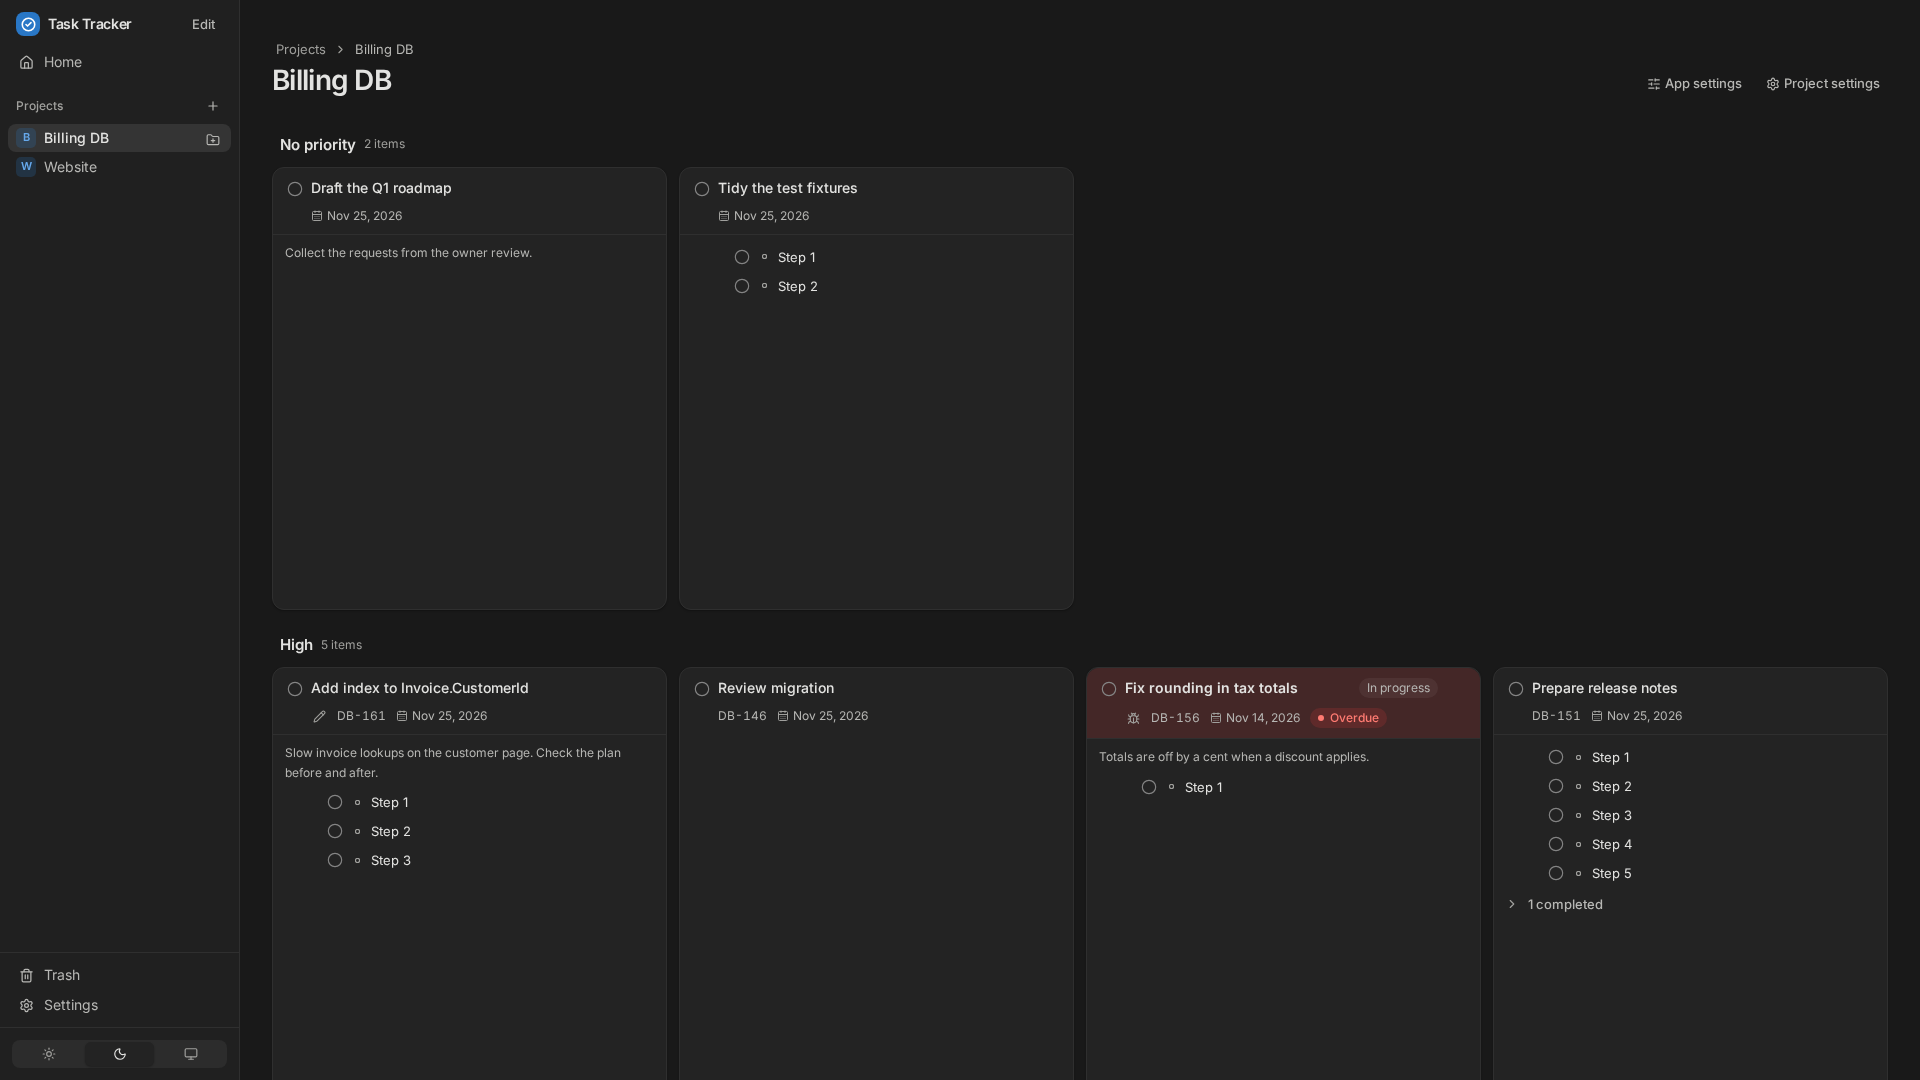 Task Tracker
Edit
Home
Projects
B Billing DB
W Website
Trash
Settings
Projects Billing DB
Billing DB
App settings
Project settings
No priority 2 items
Draft the Q1 roadmap
Nov 25, 2026
Collect the requests from the owner review.
Tidy the test fixtures
Nov 25, 2026
Step 1
Step 2
High 5 items
Add index to Invoice.CustomerId
DB-161 Nov 25, 2026
Slow invoice lookups on the customer page. Check the plan
before and after.
Step 1
Step 2
Step 3
Review migration
DB-146 Nov 25, 2026
Fix rounding in tax totals In progress
DB-156 Nov 14, 2026 Overdue
Totals are off by a cent when a discount applies.
Step 1
Prepare release notes
DB-151 Nov 25, 2026
Step 1
Step 2
Step 3
Step 4
Step 5
1 completed